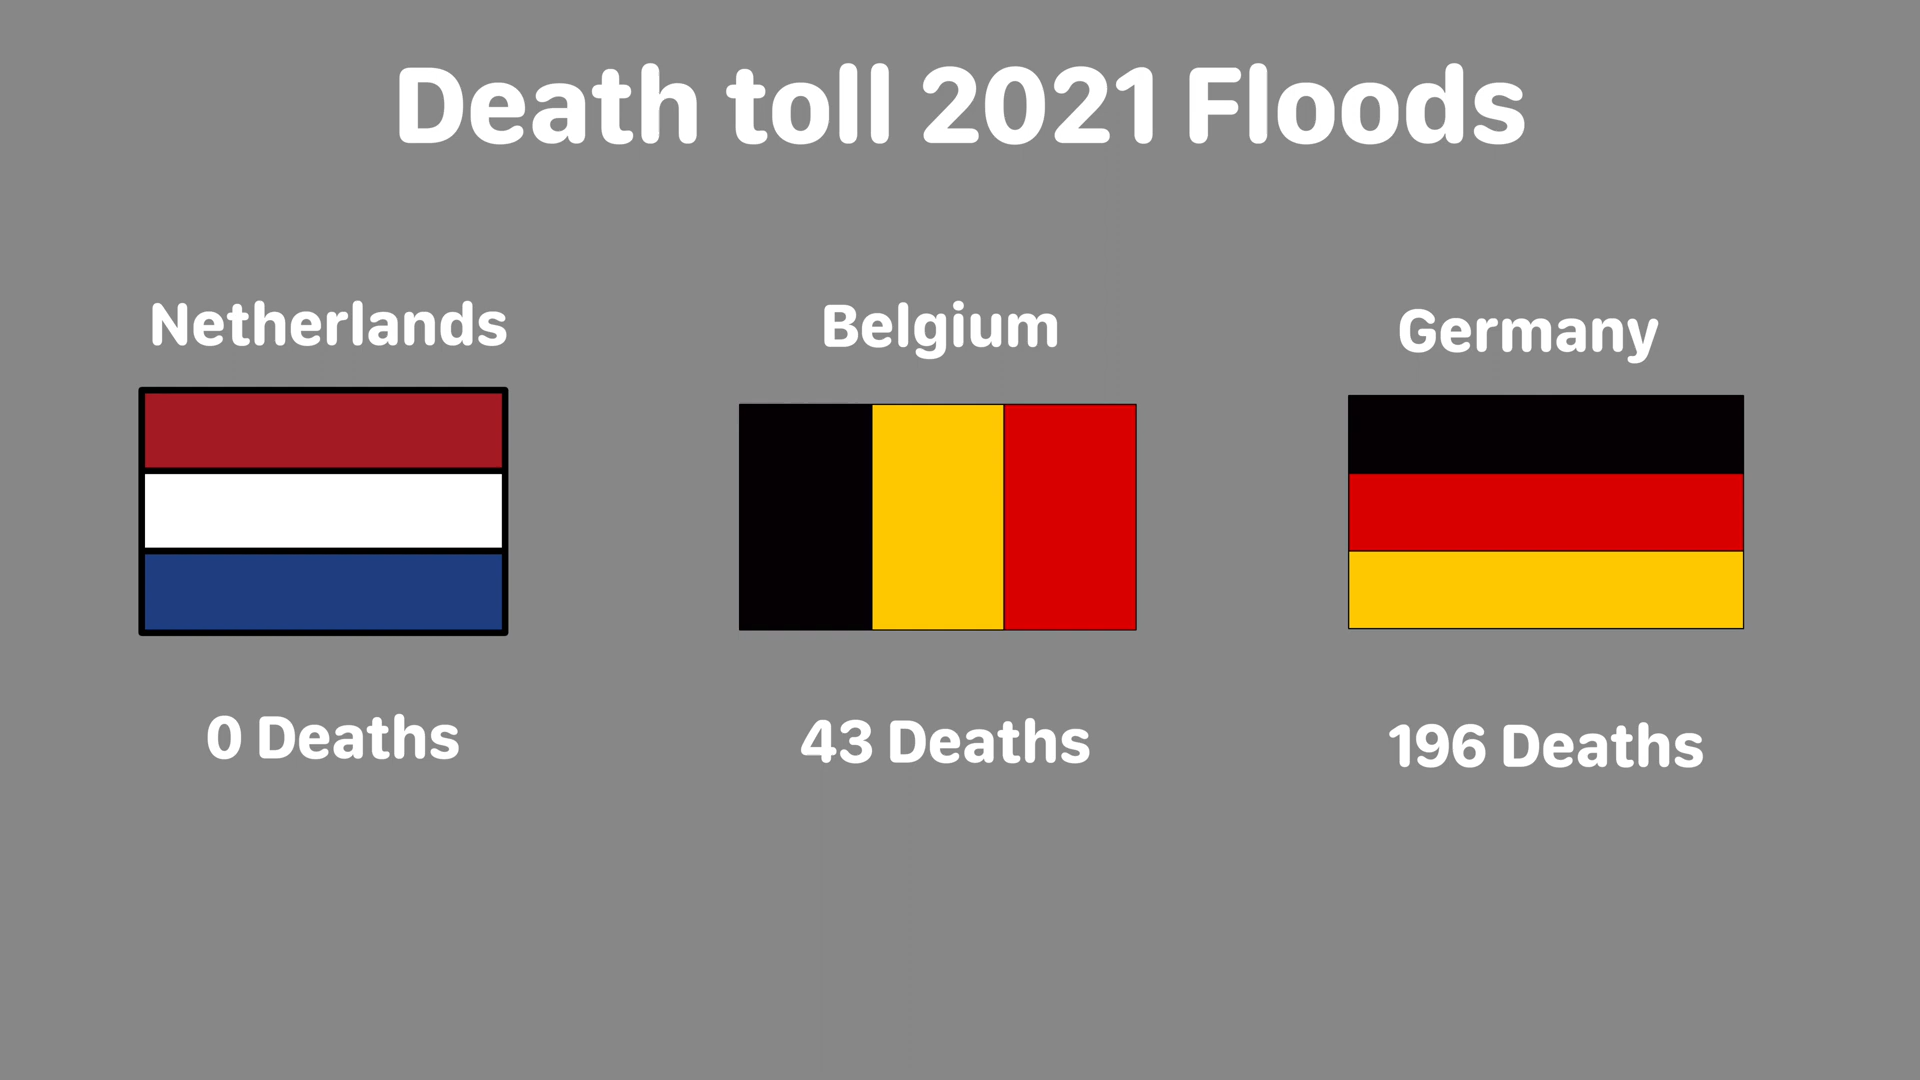 Death toll 2021 Floods
Netherlands
Belgium
Germany
0 Deaths
43 Deaths
196 Deaths